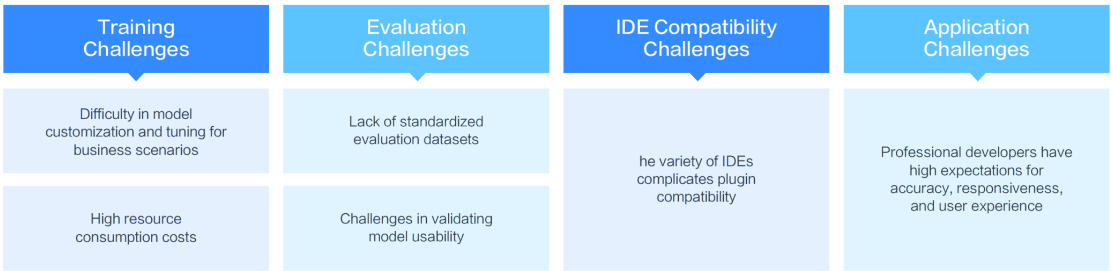 Training
Challenges
Difficulty in model
customization and tuning for
business scenarios
High resource
consumption costs
Evaluation
Challenges
Lack of standardized
evaluation datasets
Challenges in validating
model usability
IDE Compatibility
Challenges
he variety of IDEs
complicates plugin
compatibility
Application
Challenges
Professional developers have
high expectations for
accuracy, responsiveness,
and user experience